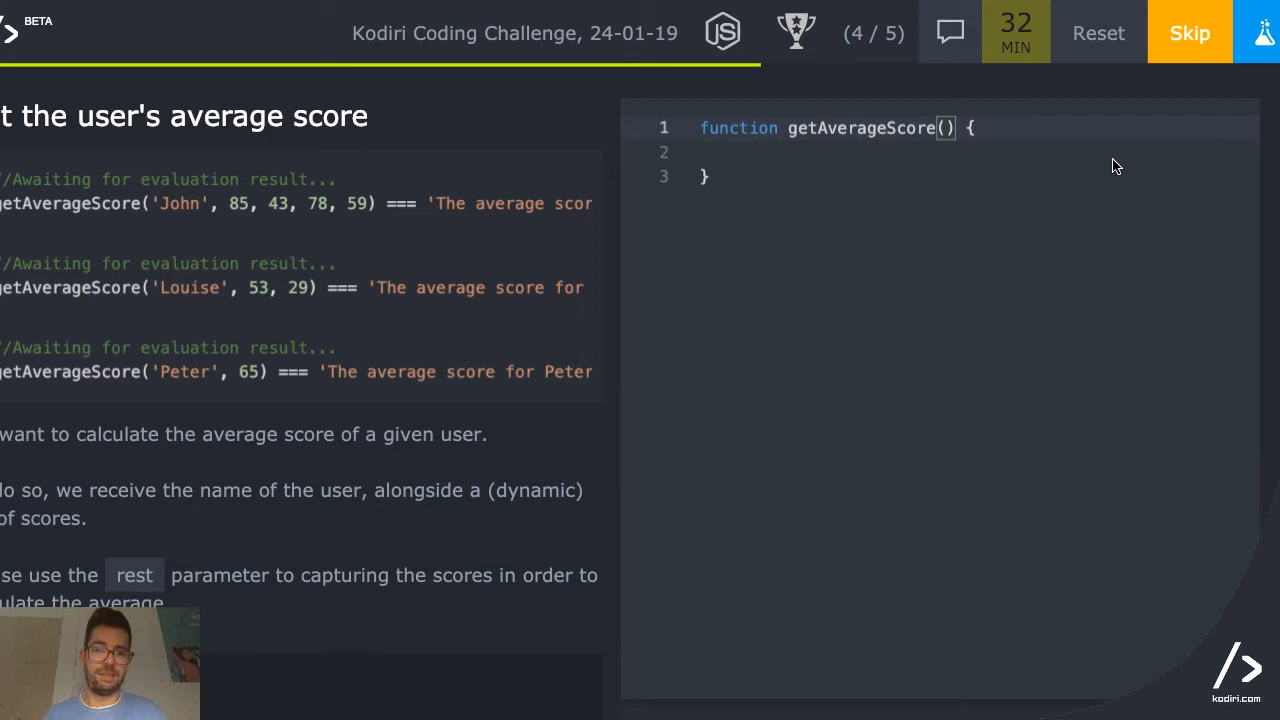 /> BETA
Kodiri Coding Challenge, 24-01-19
JS
(4 / 5)
32
MIN
Reset
Skip
t the user's average score
//Awaiting for evaluation result...
getAverageScore('John', 85, 43, 78, 59) === 'The average scor
//Awaiting for evaluation result...
getAverageScore('Louise', 53, 29) === 'The average score for
//Awaiting for evaluation result...
getAverageScore('Peter', 65) === 'The average score for Peter
want to calculate the average score of a given user.
do so, we receive the name of the user, alongside a (dynamic)
of scores.
se use the rest parameter to capturing the scores in order to
ulate the average
1 function getAverageScore() {
2
3 }
/>
kodiri.com